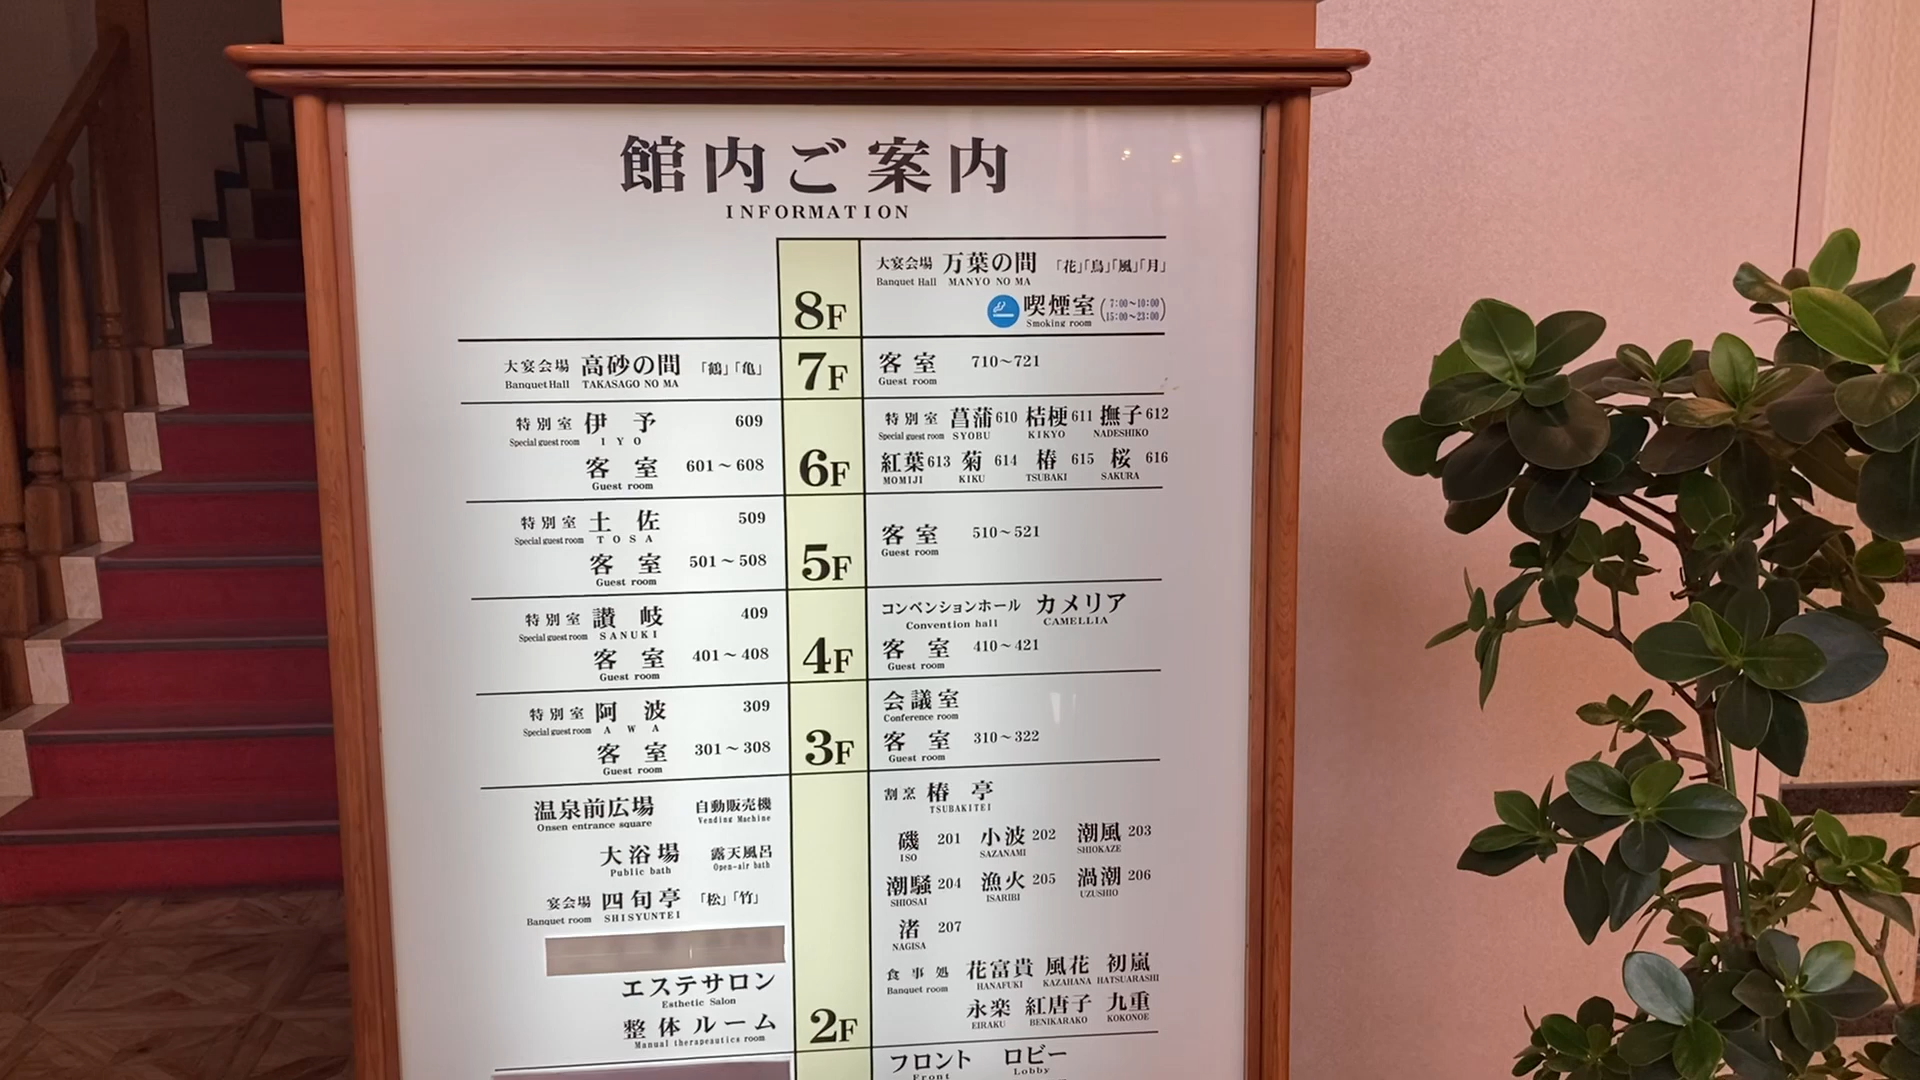 館内ご案内
INFORMATION
8F
大宴会場 万葉の間 「花」「鳥」「風」「月」
Banquet Hall MANYO NO MA
喫煙室 (7:00~10:00 15:00~23:00)
Smoking room
大宴会場 高砂の間 「鶴」「亀」
Banquet Hall TAKASAGO NO MA
7F
客室 710~721
Guest room
特別室 伊予 609
Special guest room IYO
客室 601~608
Guest room
6F
特別室 菖蒲 610 桔梗 611 撫子 612
Special guest room SYOBU KIKYO NADESHIKO
紅葉 613 菊 614 椿 615 桜 616
MOMIJI KIKU TSUBAKI SAKURA
特別室 土佐 509
Special guest room TOSA
客室 501~508
Guest room
5F
客室 510~521
Guest room
特別室 讃岐 409
Special guest room SANUKI
客室 401~408
Guest room
4F
コンベンションホール カメリア
Convention hall CAMELLIA
客室 410~421
Guest room
特別室 阿波 309
Special guest room AWA
客室 301~308
Guest room
3F
会議室
Conference room
客室 310~322
Guest room
温泉前広場 自動販売機
Onsen entrance square Vending Machine
大浴場 露天風呂
Public bath Open-air bath
宴会場 四旬亭 「松」「竹」
Banquet room SHISYUNTEI
エステサロン
Esthetic Salon
整体ルーム
Manual therapeautics room
2F
割烹 椿亭
TSUBAKITEI
磯 201 小波 202 潮風 203
ISO SAZANAMI SHIOKAZE
潮騒 204 漁火 205 渦潮 206
SHIOSAI ISARIBI UZUSHIO
渚 207
NAGISA
食事処 花富貴 風花 初嵐
Banquet room HANAFUKI KAZAHANA HATSUARASHI
永楽 紅唐子 九重
EIRAKU BENIKARAKO KOKONOE
フロント ロビー
Front Lobby